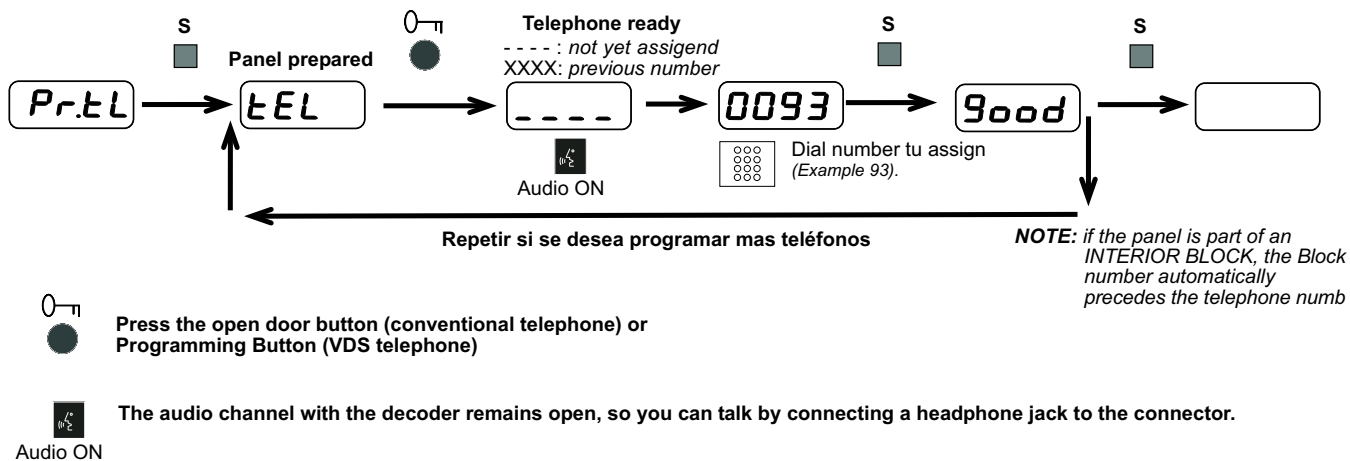 S
Panel prepared
Telephone ready
- - - - : not yet assigend
XXXX: previous number
S
S
Pr.tL
tEL
- - - -
0093
good
Audio ON
Dial number tu assign
(Example 93).
Repetir si se desea programar mas teléfonos
NOTE: if the panel is part of an
INTERIOR BLOCK, the Block
number automatically
precedes the telephone numb
Press the open door button (conventional telephone) or
Programming Button (VDS telephone)
The audio channel with the decoder remains open, so you can talk by connecting a headphone jack to the connector.
Audio ON